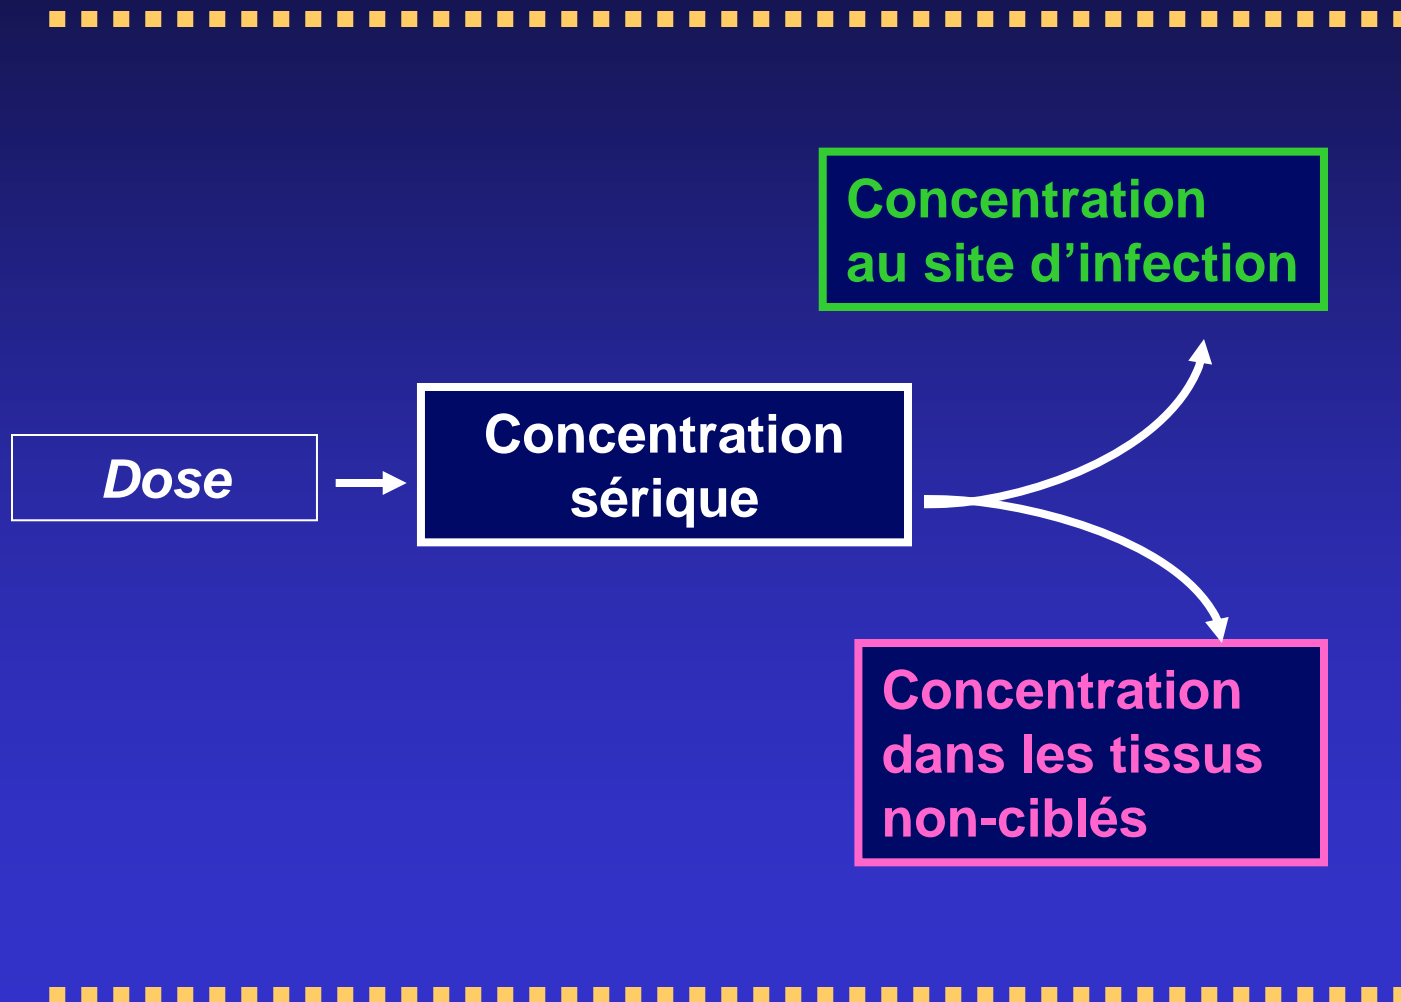 Dose
Concentration
sérique
Concentration
au site d’infection
Concentration
dans les tissus
non-ciblés